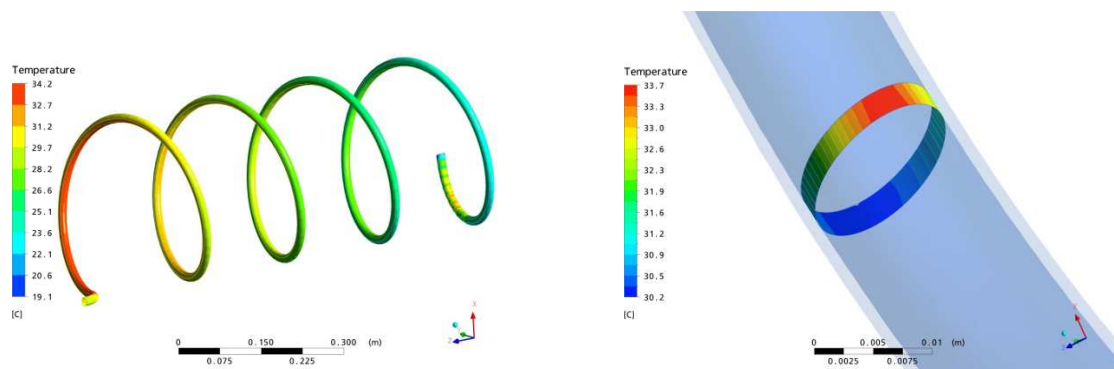 Temperature
34.2
32.7
31.2
29.7
28.2
26.6
25.1
23.6
22.1
20.6
19.1
[C]
0 0.150 0.300 (m)
0.075 0.225
X
Z
Temperature
33.7
33.3
33.0
32.6
32.3
31.9
31.6
31.2
30.9
30.5
30.2
[C]
0 0.005 0.01 (m)
0.0025 0.0075
Z